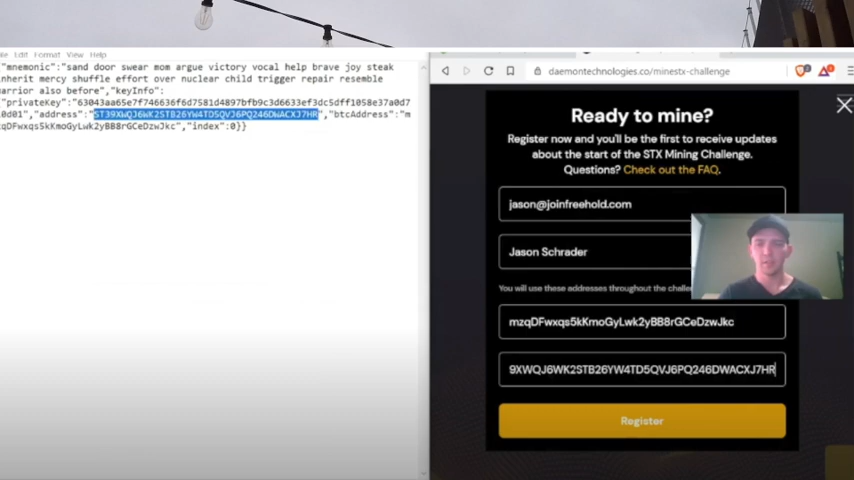 File Edit Format View Help
{"mnemonic":"sand door swear mom argue victory vocal help brave joy steak
inherit mercy shuffle effort over nuclear child trigger repair resemble
warrior also before","keyInfo":
{"privateKey":"63043aa65e7f746636f6d7581d4897bfb9c3d6633ef3dc5dff1058e37a0d7
0d01","address":"ST39XWQJ6WK2STB26YW4TD5QVJ6PQ246DWACXJ7HR","btcAddress":"m
zqDFwxqs5kKmoGyLwk2yBB8rGCeDzwJkc","index":0}}
daemontechnologies.co/minestx-challenge
Ready to mine?
Register now and you'll be the first to receive updates
about the start of the STX Mining Challenge.
Questions? Check out the FAQ.
jason@joinfreehold.com
Jason Schrader
You will use these addresses throughout the challe
mzqDFwxqs5kKmoGyLwk2yBB8rGCeDzwJkc
9XWQJ6WK2STB26YW4TD5QVJ6PQ246DWACXJ7HR
Register